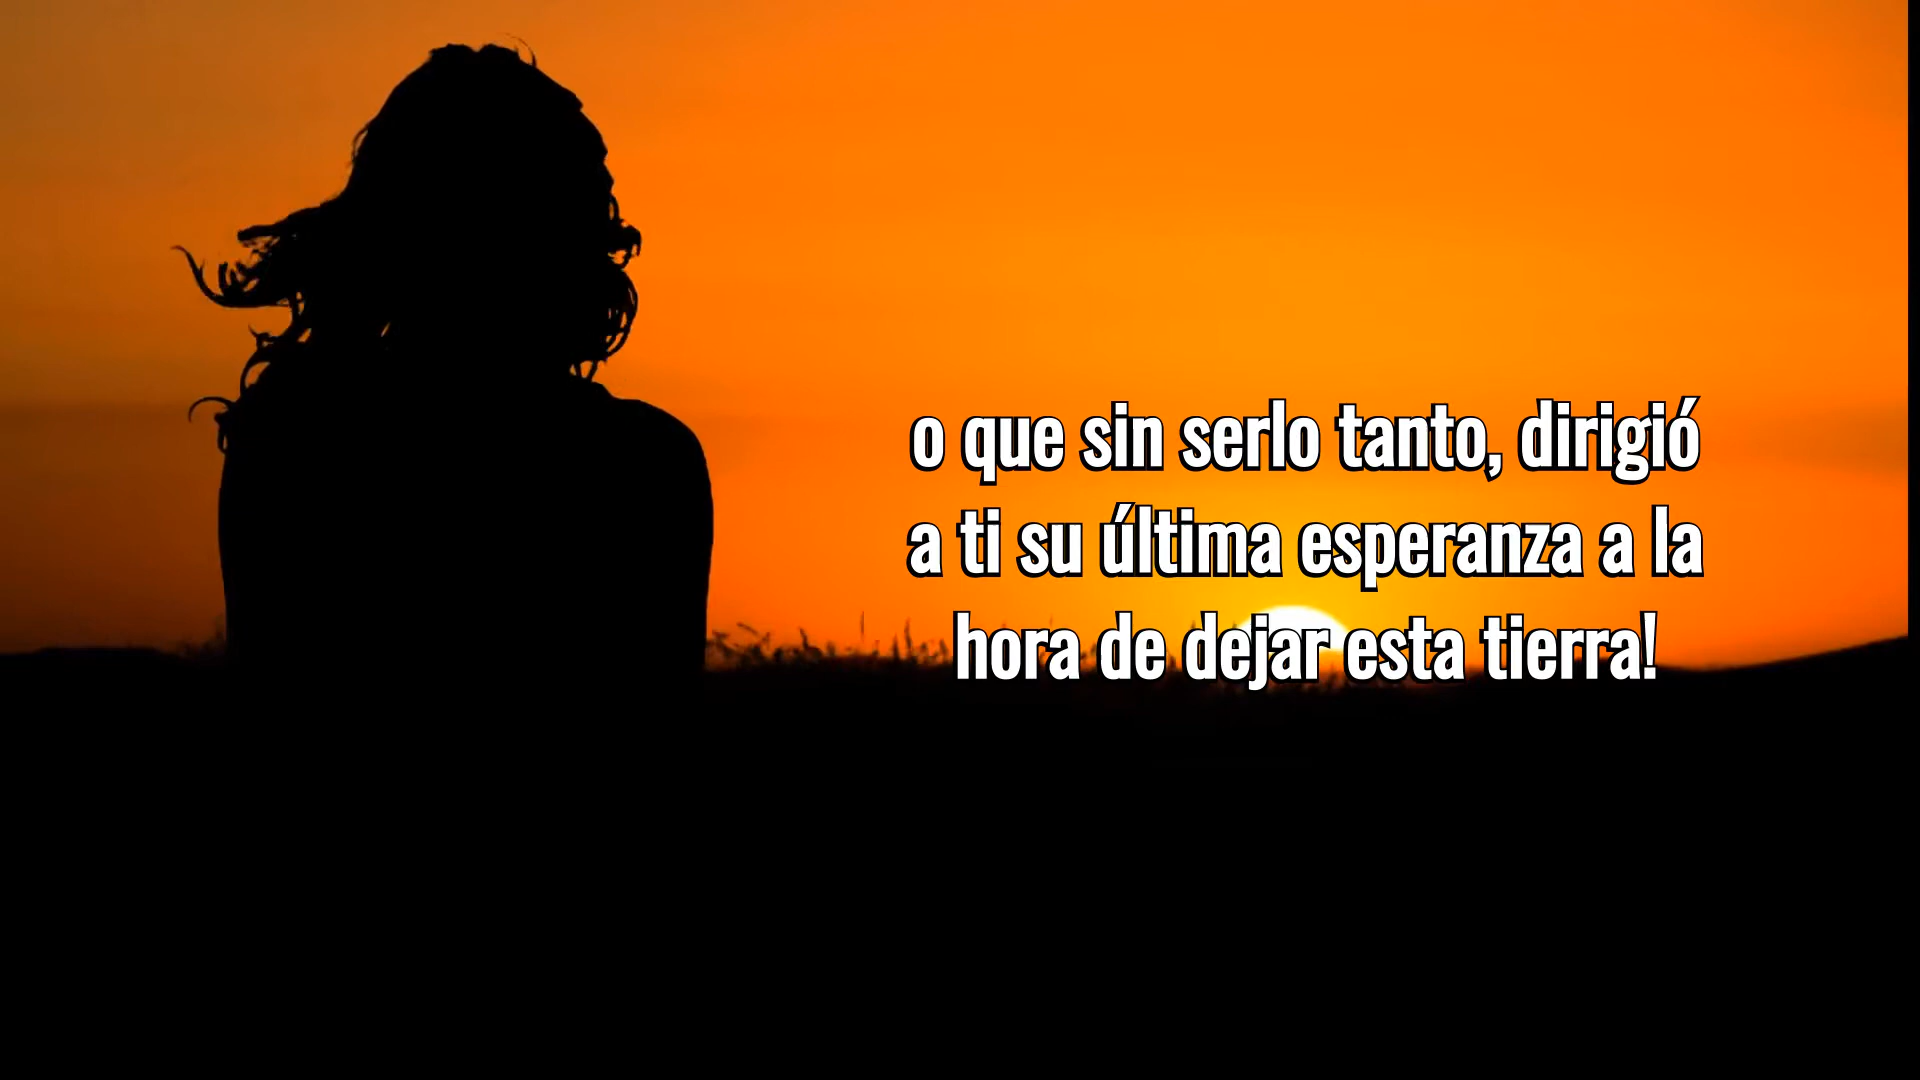 o que sin serlo tanto, dirigió
a ti su última esperanza a la
hora de dejar esta tierra!